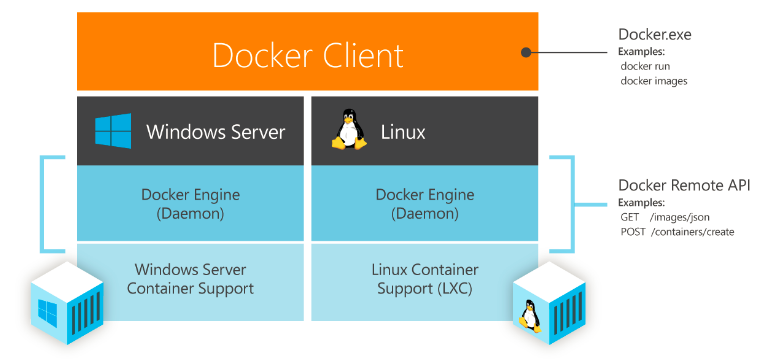 Docker Client
Docker.exe
Examples:
docker run
docker images
Windows Server
Linux
Docker Engine
(Daemon)
Docker Engine
(Daemon)
Docker Remote API
Examples:
GET /images/json
POST /containers/create
Windows Server
Container Support
Linux Container
Support (LXC)